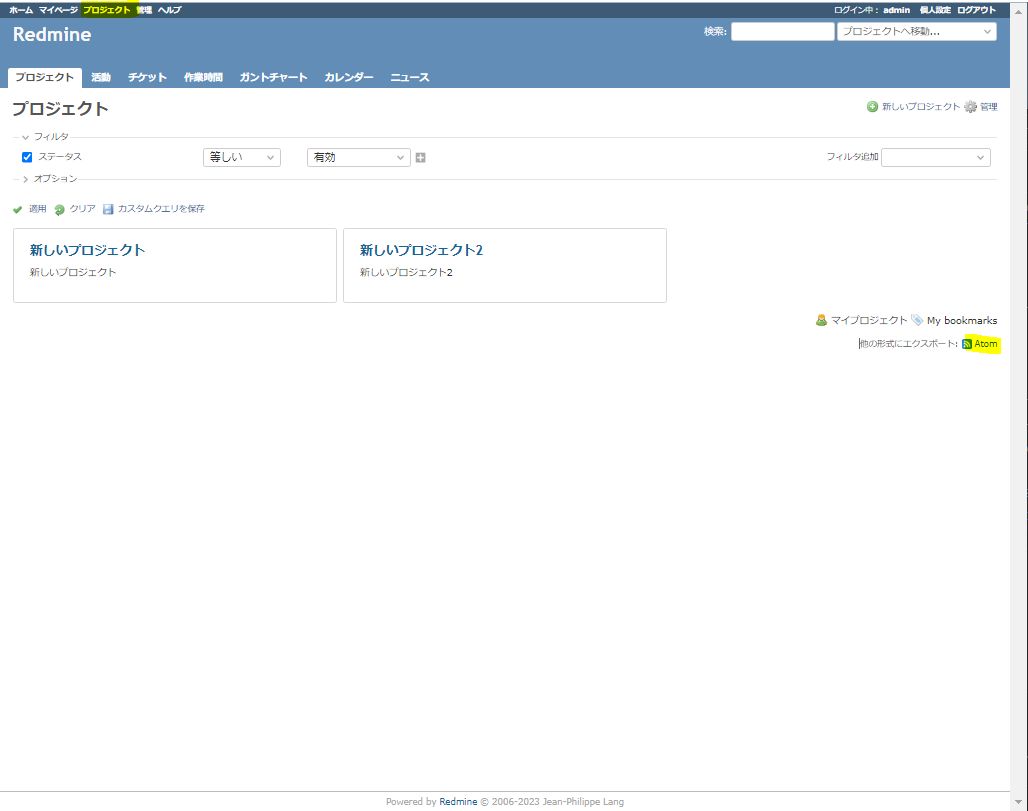 ホーム マイページ プロジェクト 管理 ヘルプ ログイン中： admin 個人設定 ログアウト
Redmine 検索: プロジェクトへ移動...
プロジェクト 活動 チケット 作業時間 ガントチャート カレンダー ニュース
プロジェクト 新しいプロジェクト 管理
フィルタ
ステータス 等しい 有効 フィルタ追加
オプション
適用 クリア カスタムクエリを保存
新しいプロジェクト 新しいプロジェクト2
新しいプロジェクト 新しいプロジェクト2
マイプロジェクト My bookmarks
他の形式にエクスポート: Atom
Powered by Redmine © 2006-2023 Jean-Philippe Lang